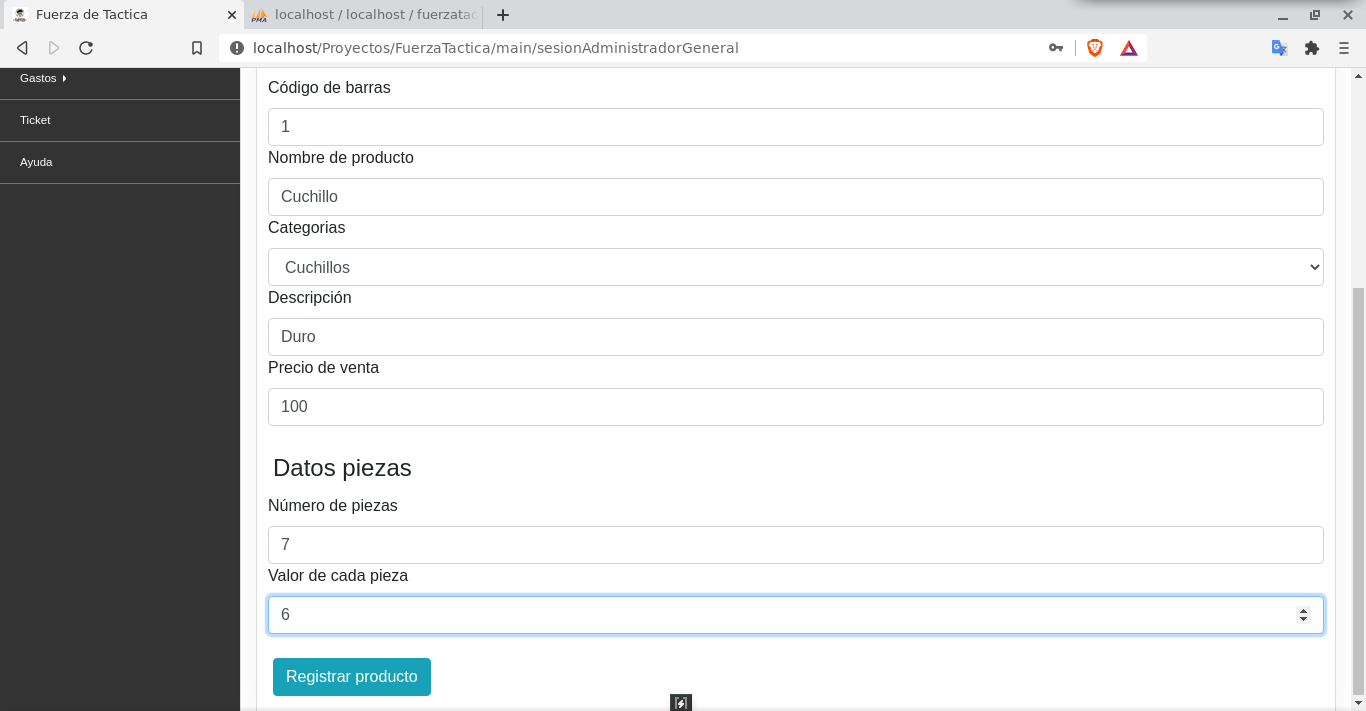 Fuerza de Tactica
localhost / localhost / fuerzatac
localhost/Proyectos/FuerzaTactica/main/sesionAdministradorGeneral
Gastos
Ticket
Ayuda
Código de barras
1
Nombre de producto
Cuchillo
Categorias
Cuchillos
Descripción
Duro
Precio de venta
100
Datos piezas
Número de piezas
7
Valor de cada pieza
6
Registrar producto